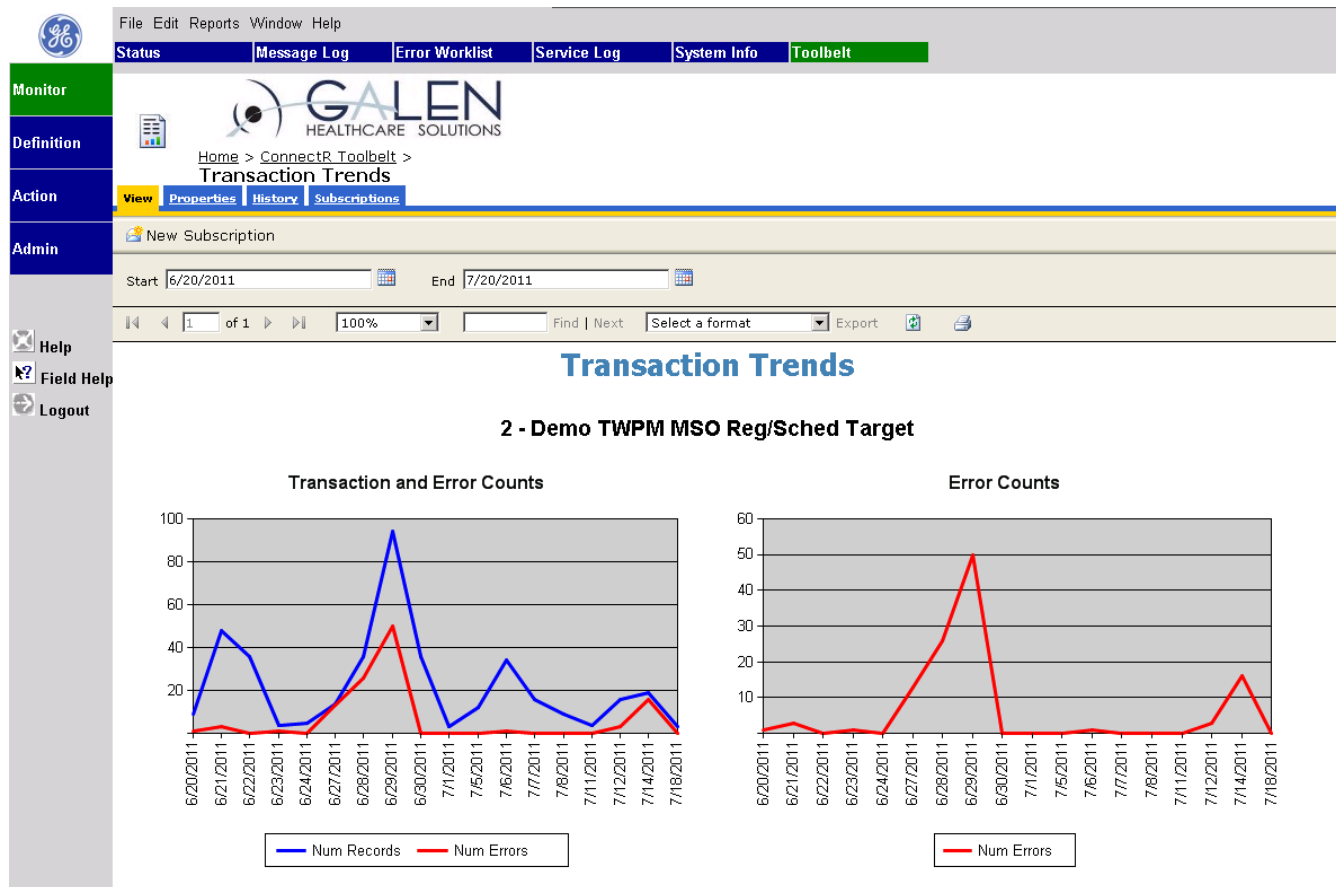 File Edit Reports Window Help
Status Message Log Error Worklist Service Log System Info Toolbelt
Monitor
Definition
Action
Admin
Help
Field Help
Logout
GE
GALEN
HEALTHCARE SOLUTIONS
Home > ConnectR Toolbelt >
Transaction Trends
View Properties History Subscriptions
New Subscription
Start 6/20/2011 End 7/20/2011
1 of 1 100% Find | Next Select a format Export
Transaction Trends
2 - Demo TWPM MSO Reg/Sched Target
Transaction and Error Counts
100
80
60
40
20
6/20/2011 6/21/2011 6/22/2011 6/23/2011 6/24/2011 6/27/2011 6/28/2011 6/29/2011 6/30/2011 7/1/2011 7/5/2011 7/6/2011 7/7/2011 7/8/2011 7/11/2011 7/12/2011 7/14/2011 7/18/2011
Num Records Num Errors
Error Counts
60
50
40
30
20
10
6/20/2011 6/21/2011 6/22/2011 6/23/2011 6/24/2011 6/27/2011 6/28/2011 6/29/2011 6/30/2011 7/1/2011 7/5/2011 7/6/2011 7/7/2011 7/8/2011 7/11/2011 7/12/2011 7/14/2011 7/18/2011
Num Errors